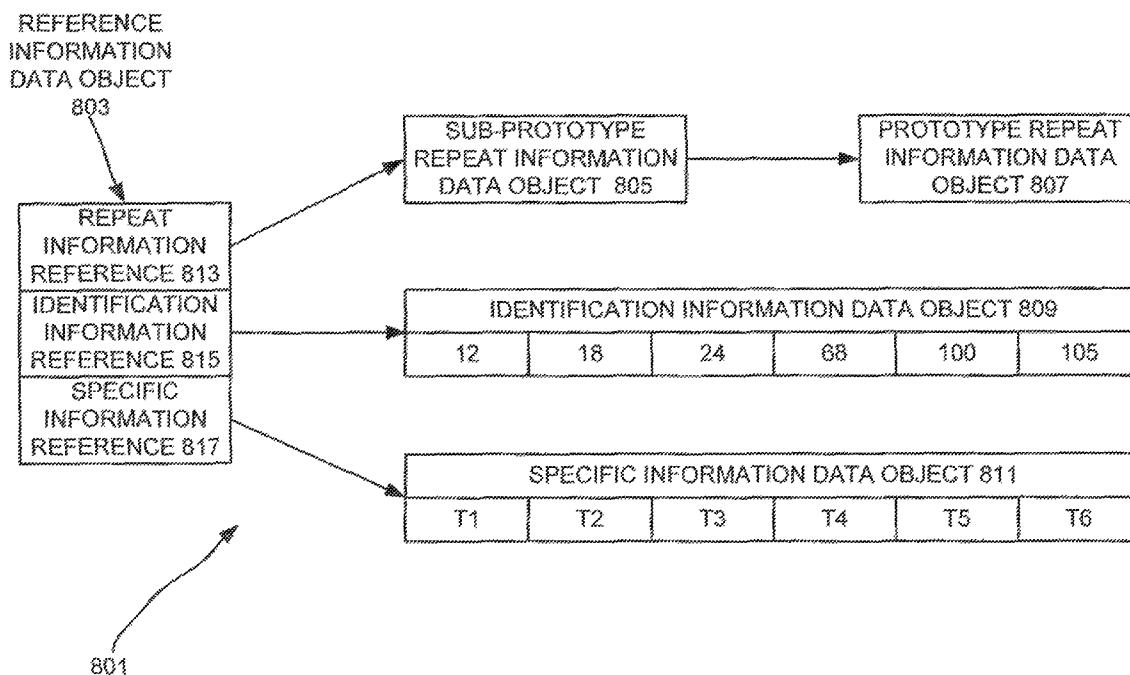 REFERENCE
INFORMATION
DATA OBJECT
803
SUB-PROTOTYPE
REPEAT INFORMATION
DATA OBJECT 805
PROTOTYPE REPEAT
INFORMATION DATA
OBJECT 807
REPEAT
INFORMATION
REFERENCE 813
IDENTIFICATION
INFORMATION
REFERENCE 815
SPECIFIC
INFORMATION
REFERENCE 817
IDENTIFICATION INFORMATION DATA OBJECT 809
12 18 24 68 100 105
SPECIFIC INFORMATION DATA OBJECT 811
T1 T2 T3 T4 T5 T6
801